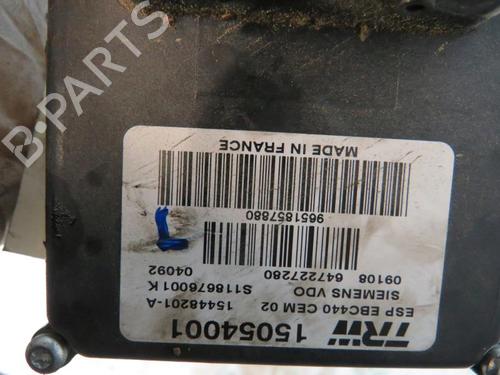 TRW
15054001
ESP EBC440 CEM 02
15448201-A
SIEMENS VDO
S118676001 K
09108 647227280
04092
9651857880
MADE IN FRANCE
B-PARTS